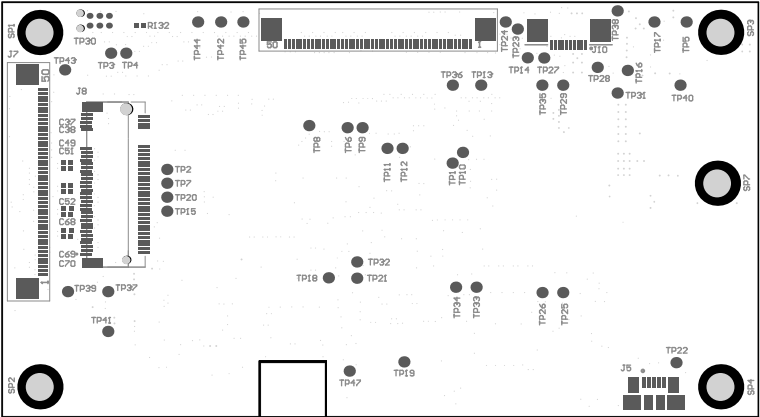 SP1
TP30
RI32
TP44
TP42
TP45
50
1
TP24
TP23
J10
TP38
TP17
TP5
SP3
J7
TP43
TP3
TP4
TP14
TP27
TP28
TP16
50
J8
TP36
TP13
TP35
TP29
TP31
TP40
C37
C38
TP8
TP6
TP9
C49
C51
TP11
TP12
TP1
TP10
TP2
TP7
SP7
C52
TP20
TP15
C68
C69
C70
TP32
TP18
TP21
1
TP39
TP37
TP34
TP33
TP26
TP25
TP41
TP22
J5
TP19
TP47
SP2
SP4